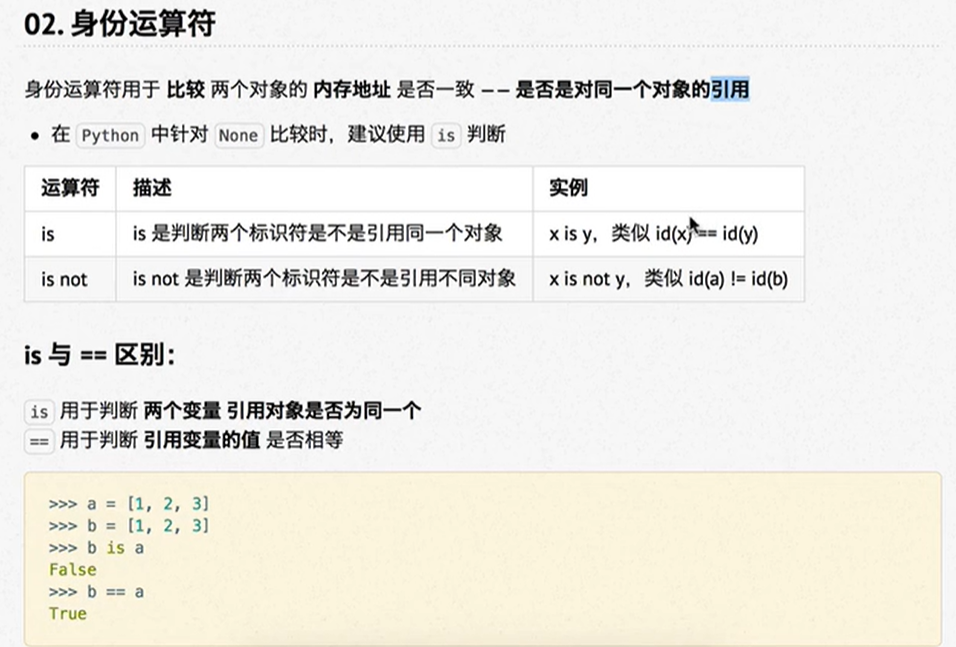 02. 身份运算符
身份运算符用于 比较 两个对象的 内存地址 是否一致 -- 是否是对同一个对象的引用
• 在 Python 中针对 None 比较时，建议使用 is 判断
运算符 描述 实例
is is 是判断两个标识符是不是引用同一个对象 x is y，类似 id(x) == id(y)
is not is not 是判断两个标识符是不是引用不同对象 x is not y，类似 id(a) != id(b)
is 与 == 区别：
is 用于判断 两个变量 引用对象是否为同一个
== 用于判断 引用变量的值 是否相等
>>> a = [1, 2, 3]
>>> b = [1, 2, 3]
>>> b is a
False
>>> b == a
True